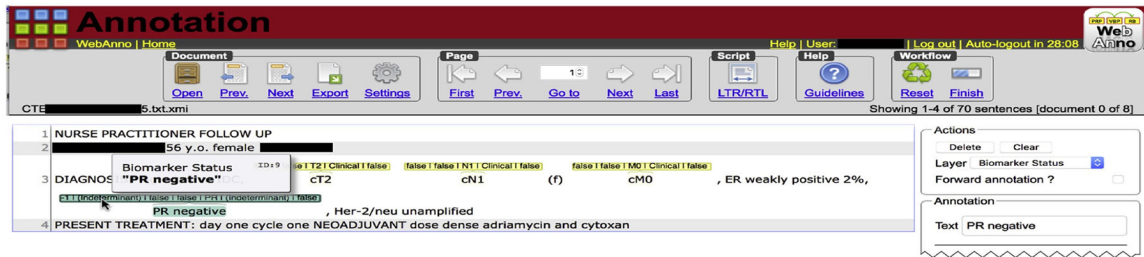 Annotation
WebAnno | Home
Help | User: | Log out | Auto-logout in 28:08
PRP VBP RB
Web
Anno
Document
Page
Script
Help
Workflow
1
Open Prev. Next Export Settings
First Prev. Go to Next Last
LTR/RTL
Guidelines
Reset Finish
CTE 5.txt.xmi
Showing 1-4 of 70 sentences [document 0 of 8]
1 NURSE PRACTITIONER FOLLOW UP
2 56 y.o. female
Biomarker Status ID:9
"PR negative"
se | T2 | Clinical | false false | false | N1 | Clinical | false false | false | M0 | Clinical | false
3 DIAGNOS cT2 cN1 (f) cM0 , ER weakly positive 2%,
-1 | (Indeterminant) | false | false | PR | (Indeterminant) | false
PR negative , Her-2/neu unamplified
4 PRESENT TREATMENT: day one cycle one NEOADJUVANT dose dense adriamycin and cytoxan
Actions
Delete Clear
Layer Biomarker Status
Forward annotation ?
Annotation
Text PR negative